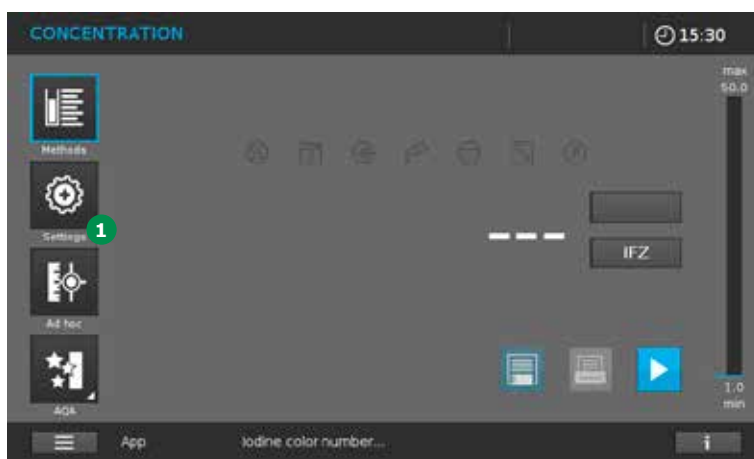 CONCENTRATION
15:30
max
50.0
Methods
Settings
1
IFZ
Ad hoc
AQA
1.0
min
App
Iodine color number...
i